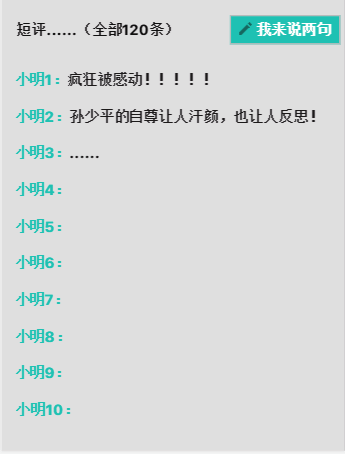 短评……（全部120条） 我来说两句
小明1：疯狂被感动！！！！！
小明2：孙少平的自尊让人汗颜，也让人反思！
小明3：……
小明4：
小明5：
小明6：
小明7：
小明8：
小明9：
小明10：